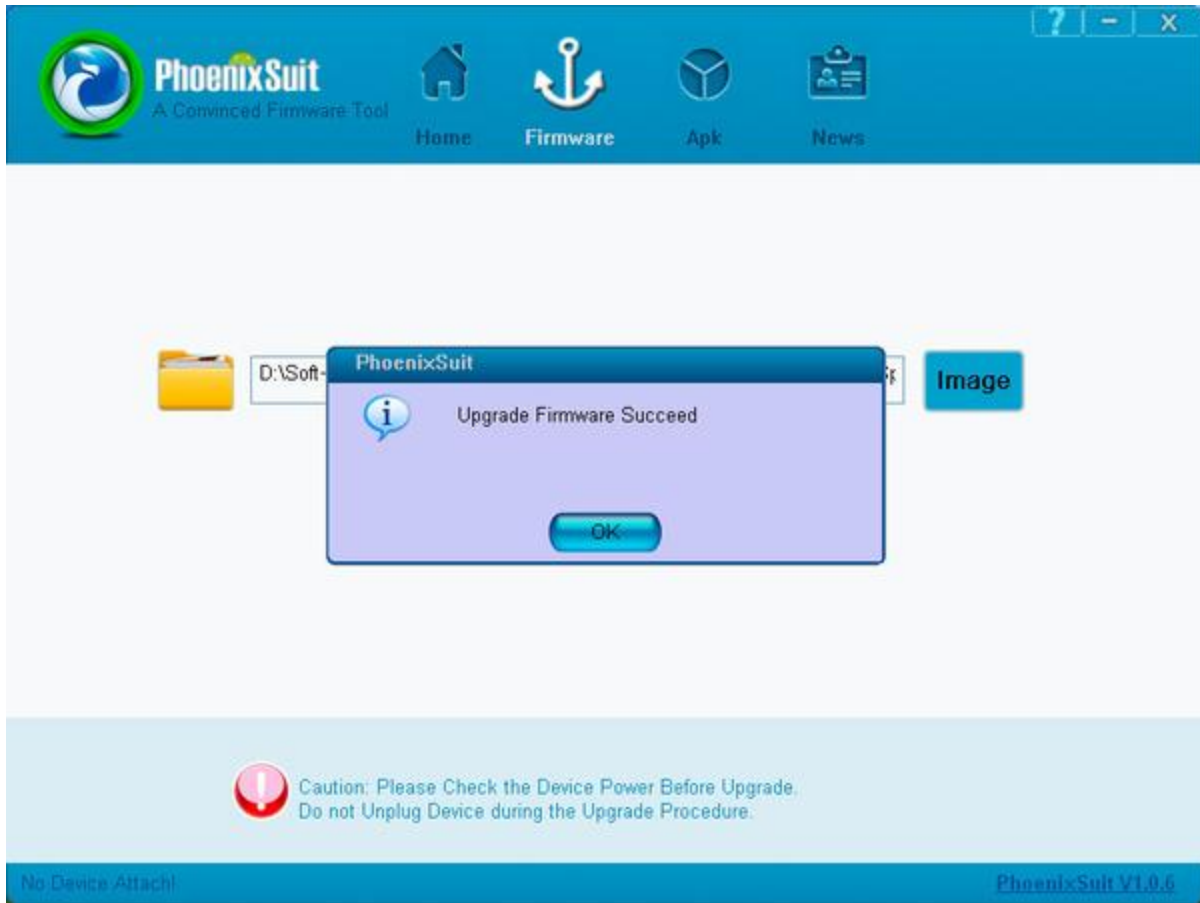 ? - X
PhoenixSuit
A Convinced Firmware Tool
Home Firmware Apk News
D:\Soft-
Image
PhoenixSuit
Upgrade Firmware Succeed
OK
Caution: Please Check the Device Power Before Upgrade.
Do not Unplug Device during the Upgrade Procedure.
No Device Attach!
PhoenixSuit V1.0.6